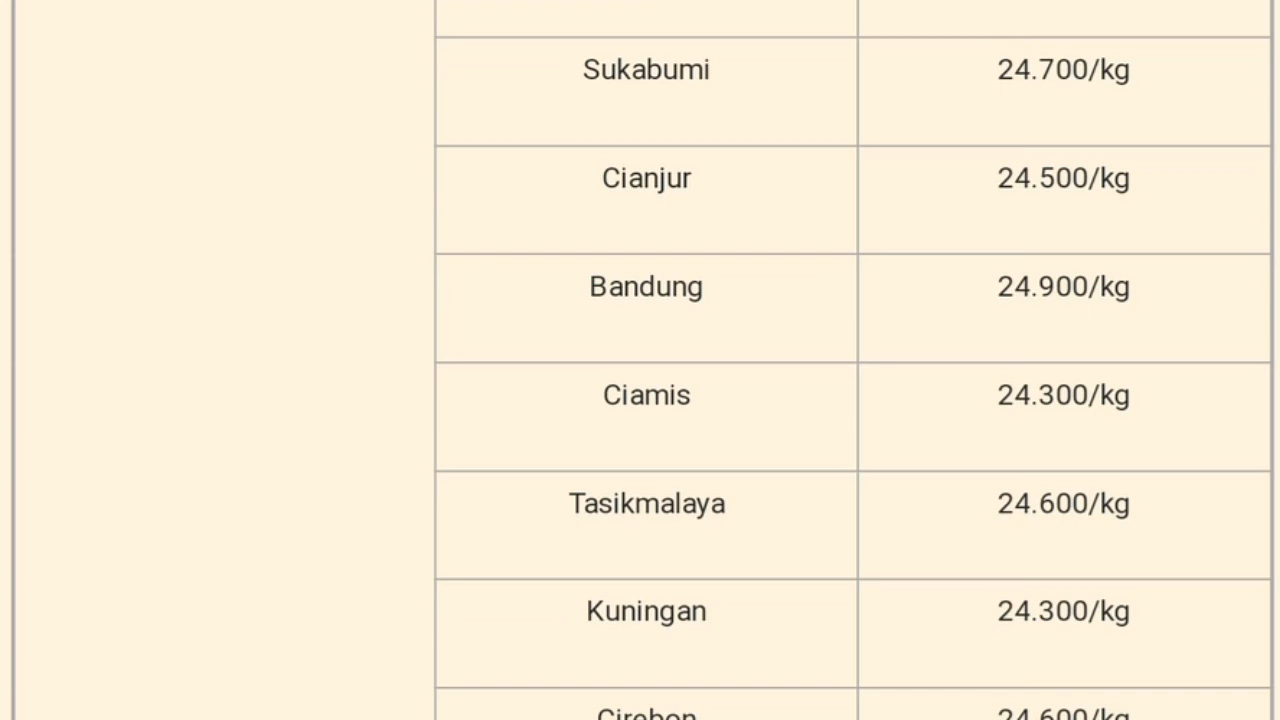 Sukabumi 24.700/kg
Cianjur 24.500/kg
Bandung 24.900/kg
Ciamis 24.300/kg
Tasikmalaya 24.600/kg
Kuningan 24.300/kg
Cirebon 24.600/kg